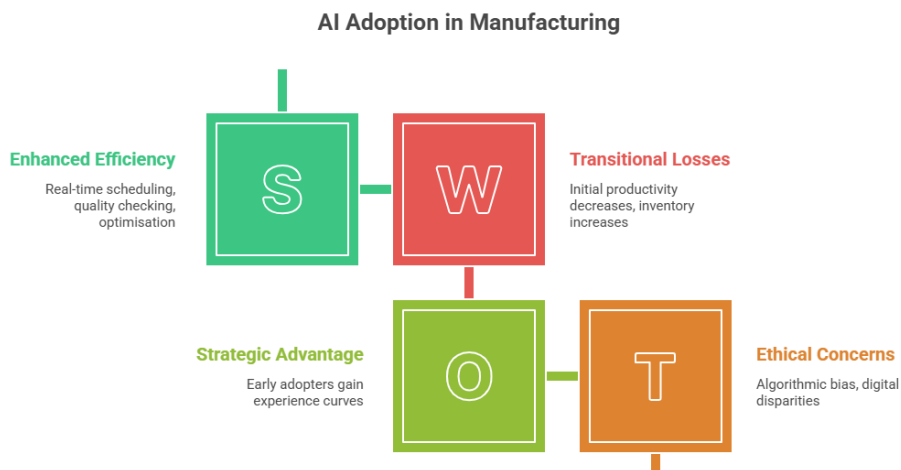 AI Adoption in Manufacturing
Enhanced Efficiency
Real-time scheduling,
quality checking,
optimisation
S
W
Transitional Losses
Initial productivity
decreases, inventory
increases
Strategic Advantage
Early adopters gain
experience curves
O
T
Ethical Concerns
Algorithmic bias, digital
disparities